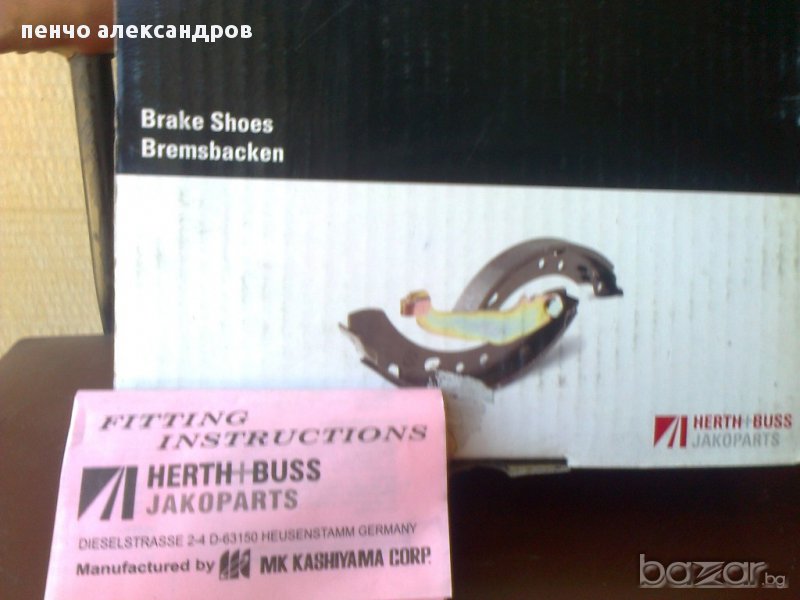 пенчо александров
Brake Shoes
Bremsbacken
HERTH+BUSS
JAKOPARTS
FITTING
INSTRUCTIONS
HERTH+BUSS
JAKOPARTS
DIESELSTRASSE 2-4 D-63150 HEUSENSTAMM GERMANY
Manufactured by MK KASHIYAMA CORP.
bazar.bg